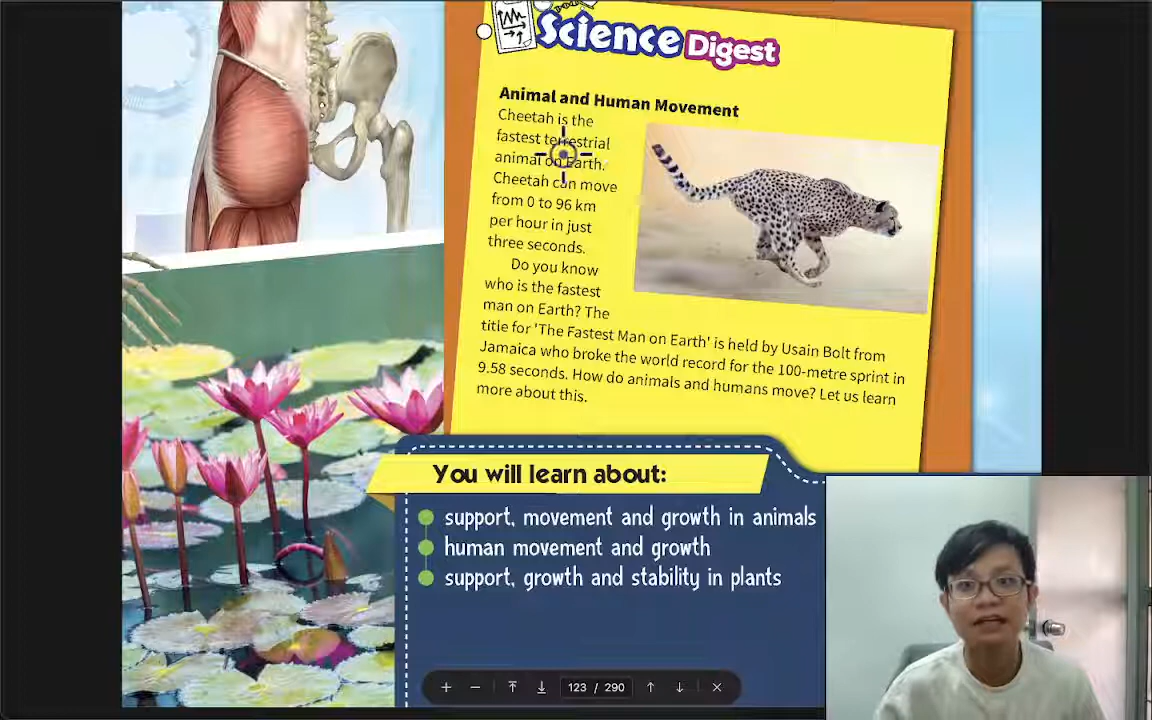 Science Digest
Animal and Human Movement
Cheetah is the
fastest terrestrial
animal on Earth.
Cheetah can move
from 0 to 96 km
per hour in just
three seconds.
Do you know
who is the fastest
man on Earth? The
title for 'The Fastest Man on Earth' is held by Usain Bolt from
Jamaica who broke the world record for the 100-metre sprint in
9.58 seconds. How do animals and humans move? Let us learn
more about this.
You will learn about:
support, movement and growth in animals
human movement and growth
support, growth and stability in plants
123 / 290